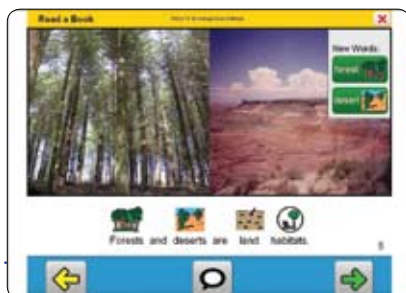 Read a Book
New Words:
forest
desert
Forests and deserts are land habitats.
5